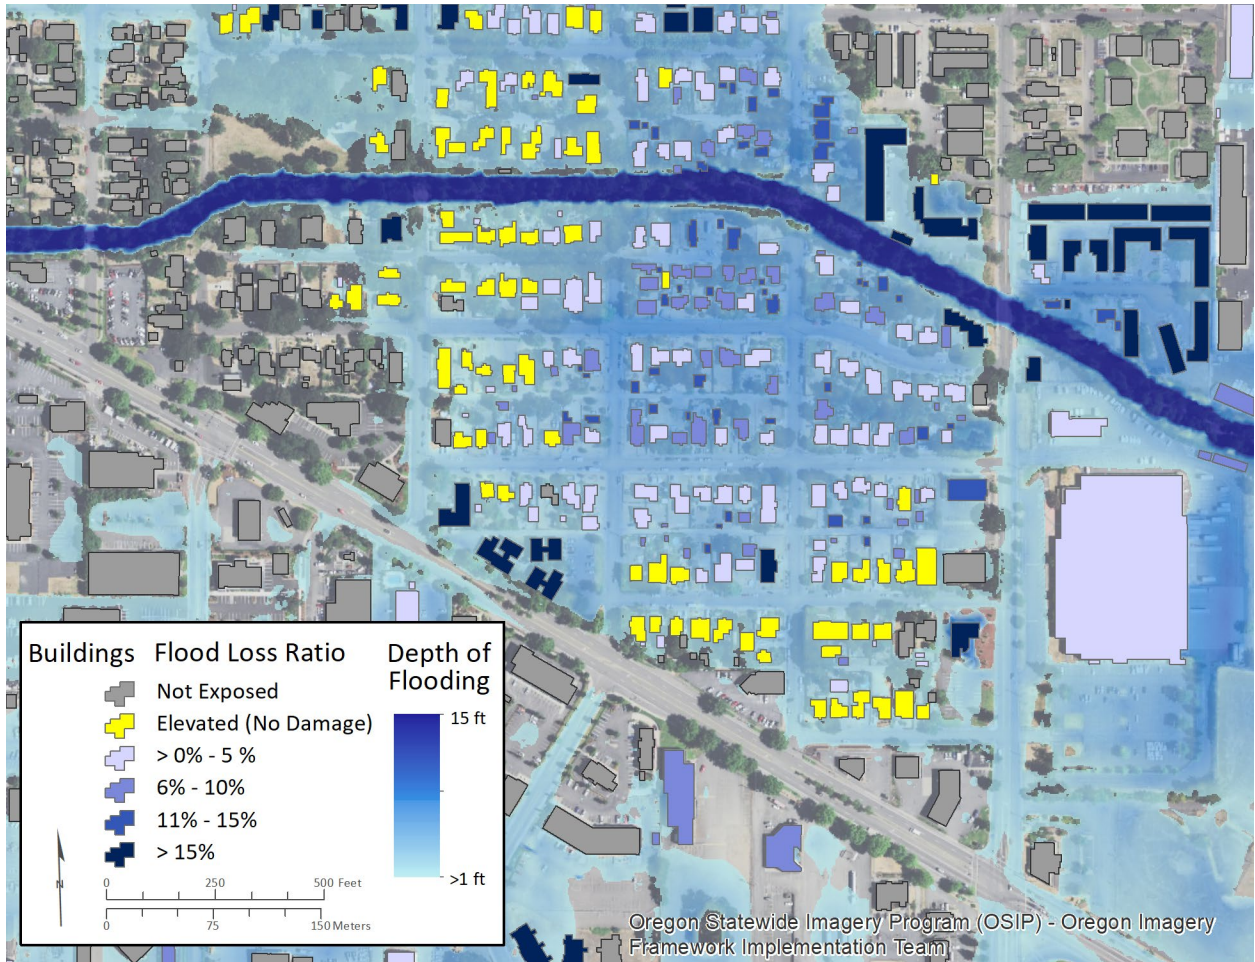 Buildings Flood Loss Ratio
Depth of
Flooding
Not Exposed
Elevated (No Damage)
> 0% - 5 %
6% - 10%
11% - 15%
> 15%
15 ft
>1 ft
N
0 250 500 Feet
0 75 150 Meters
Oregon Statewide Imagery Program (OSIP) - Oregon Imagery
Framework Implementation Team